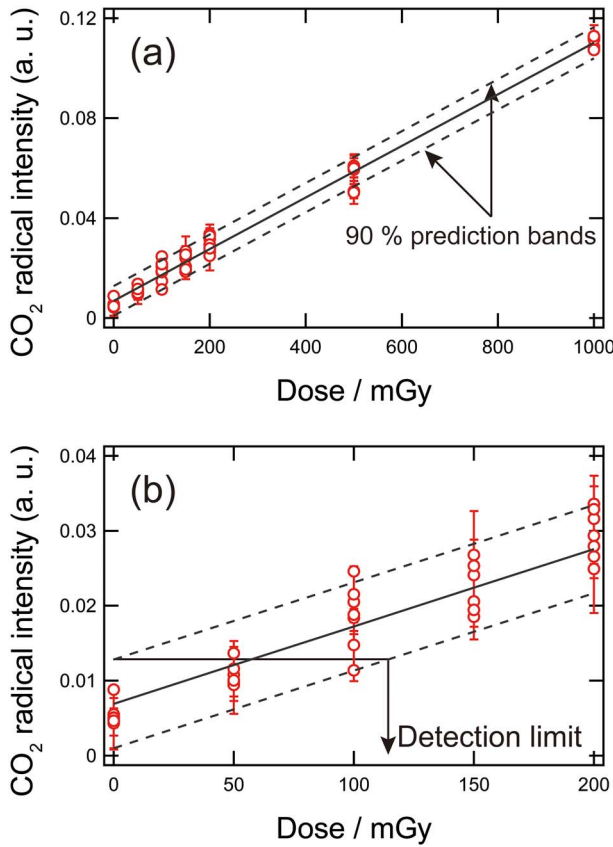 (a)
CO₂ radical intensity (a. u.)
0.12
0.08
0.04
0
90 % prediction bands
0 200 400 600 800 1000
Dose / mGy
(b)
CO₂ radical intensity (a. u.)
0.04
0.03
0.02
0.01
0
Detection limit
0 50 100 150 200
Dose / mGy